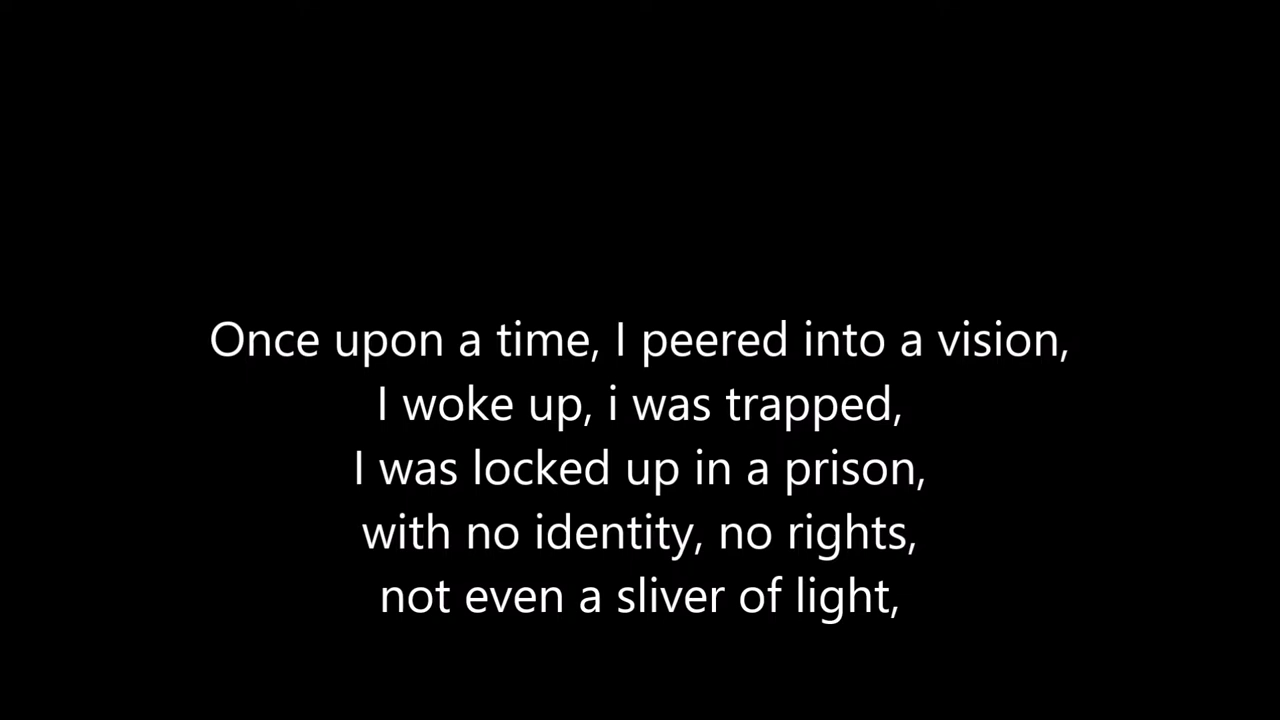 Once upon a time, I peered into a vision,
I woke up, i was trapped,
I was locked up in a prison,
with no identity, no rights,
not even a sliver of light,